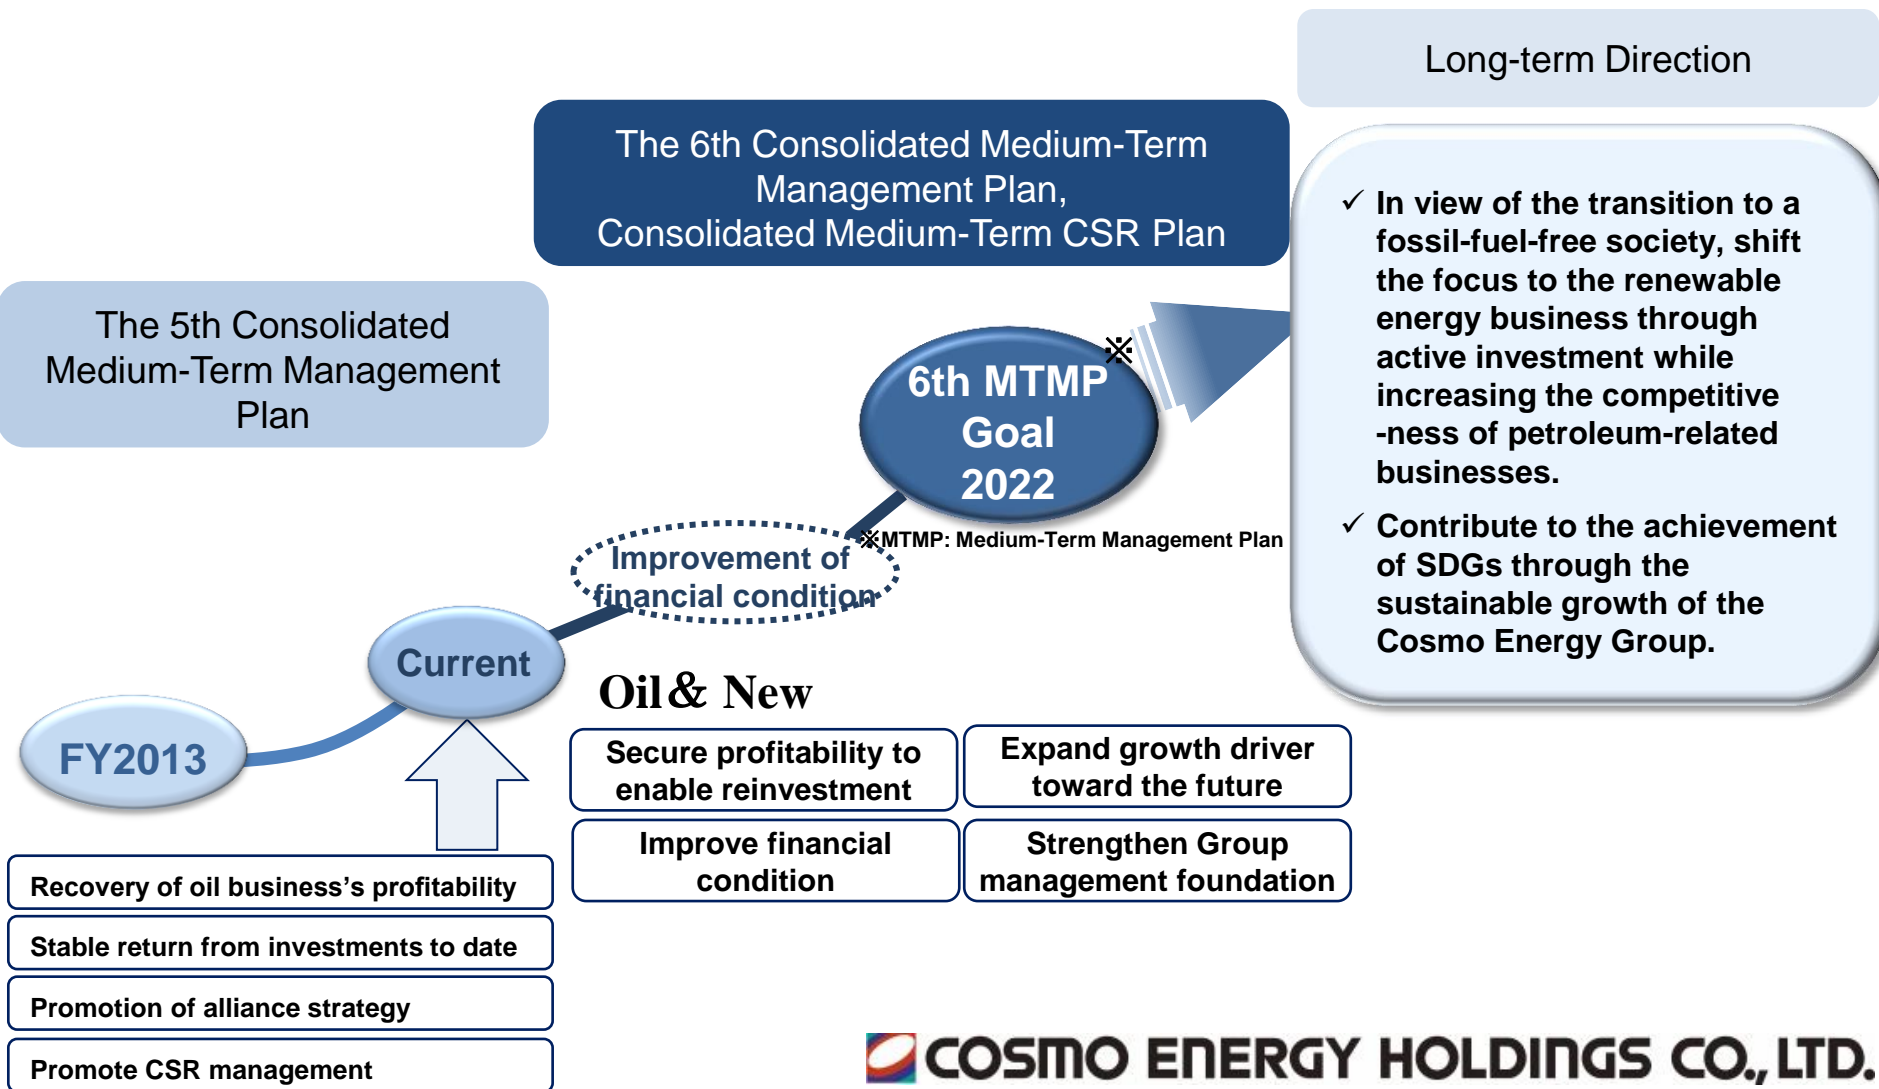 Long-term Direction
The 6th Consolidated Medium-Term
Management Plan,
Consolidated Medium-Term CSR Plan
✓ In view of the transition to a
fossil-fuel-free society, shift
the focus to the renewable
energy business through
active investment while
increasing the competitive
-ness of petroleum-related
businesses.
✓ Contribute to the achievement
of SDGs through the
sustainable growth of the
Cosmo Energy Group.
The 5th Consolidated
Medium-Term Management
Plan
※
6th MTMP
Goal
2022
※MTMP: Medium-Term Management Plan
Improvement of
financial condition
Current
FY2013
Oil & New
Secure profitability to
enable reinvestment
Expand growth driver
toward the future
Improve financial
condition
Strengthen Group
management foundation
Recovery of oil business's profitability
Stable return from investments to date
Promotion of alliance strategy
Promote CSR management
COSMO ENERGY HOLDINGS CO., LTD.